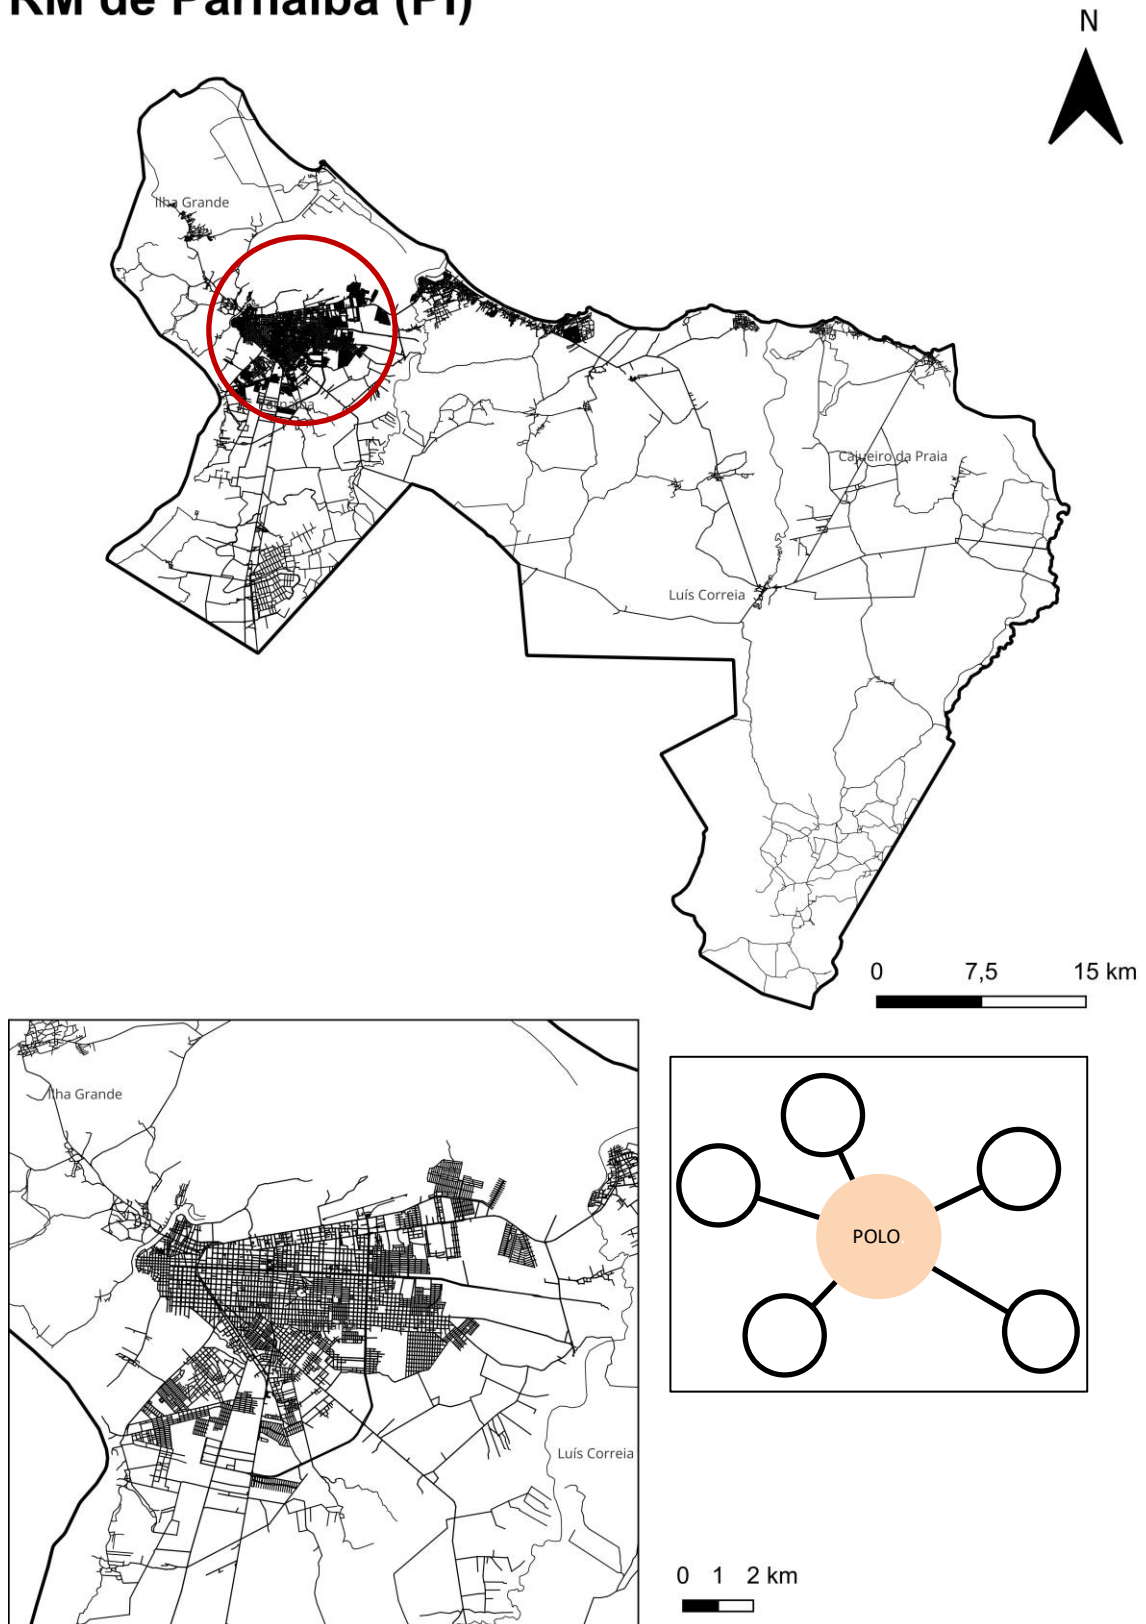 RM de Parnaíba (PI)
N
Ilha Grande
Parnaíba
Cajueiro da Praia
Luís Correia
0 7,5 15 km
Ilha Grande
POLO
Luís Correia
0 1 2 km